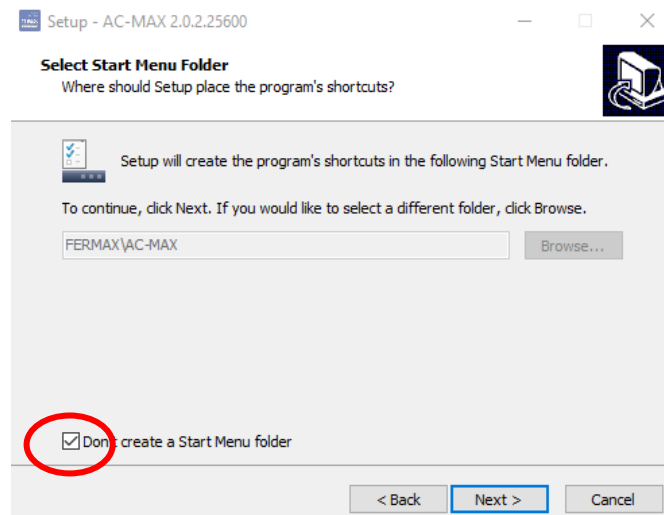 Setup - AC-MAX 2.0.2.25600
Select Start Menu Folder
Where should Setup place the program's shortcuts?
Setup will create the program's shortcuts in the following Start Menu folder.
To continue, click Next. If you would like to select a different folder, click Browse.
FERMAX\AC-MAX
Browse...
Don't create a Start Menu folder
< Back
Next >
Cancel